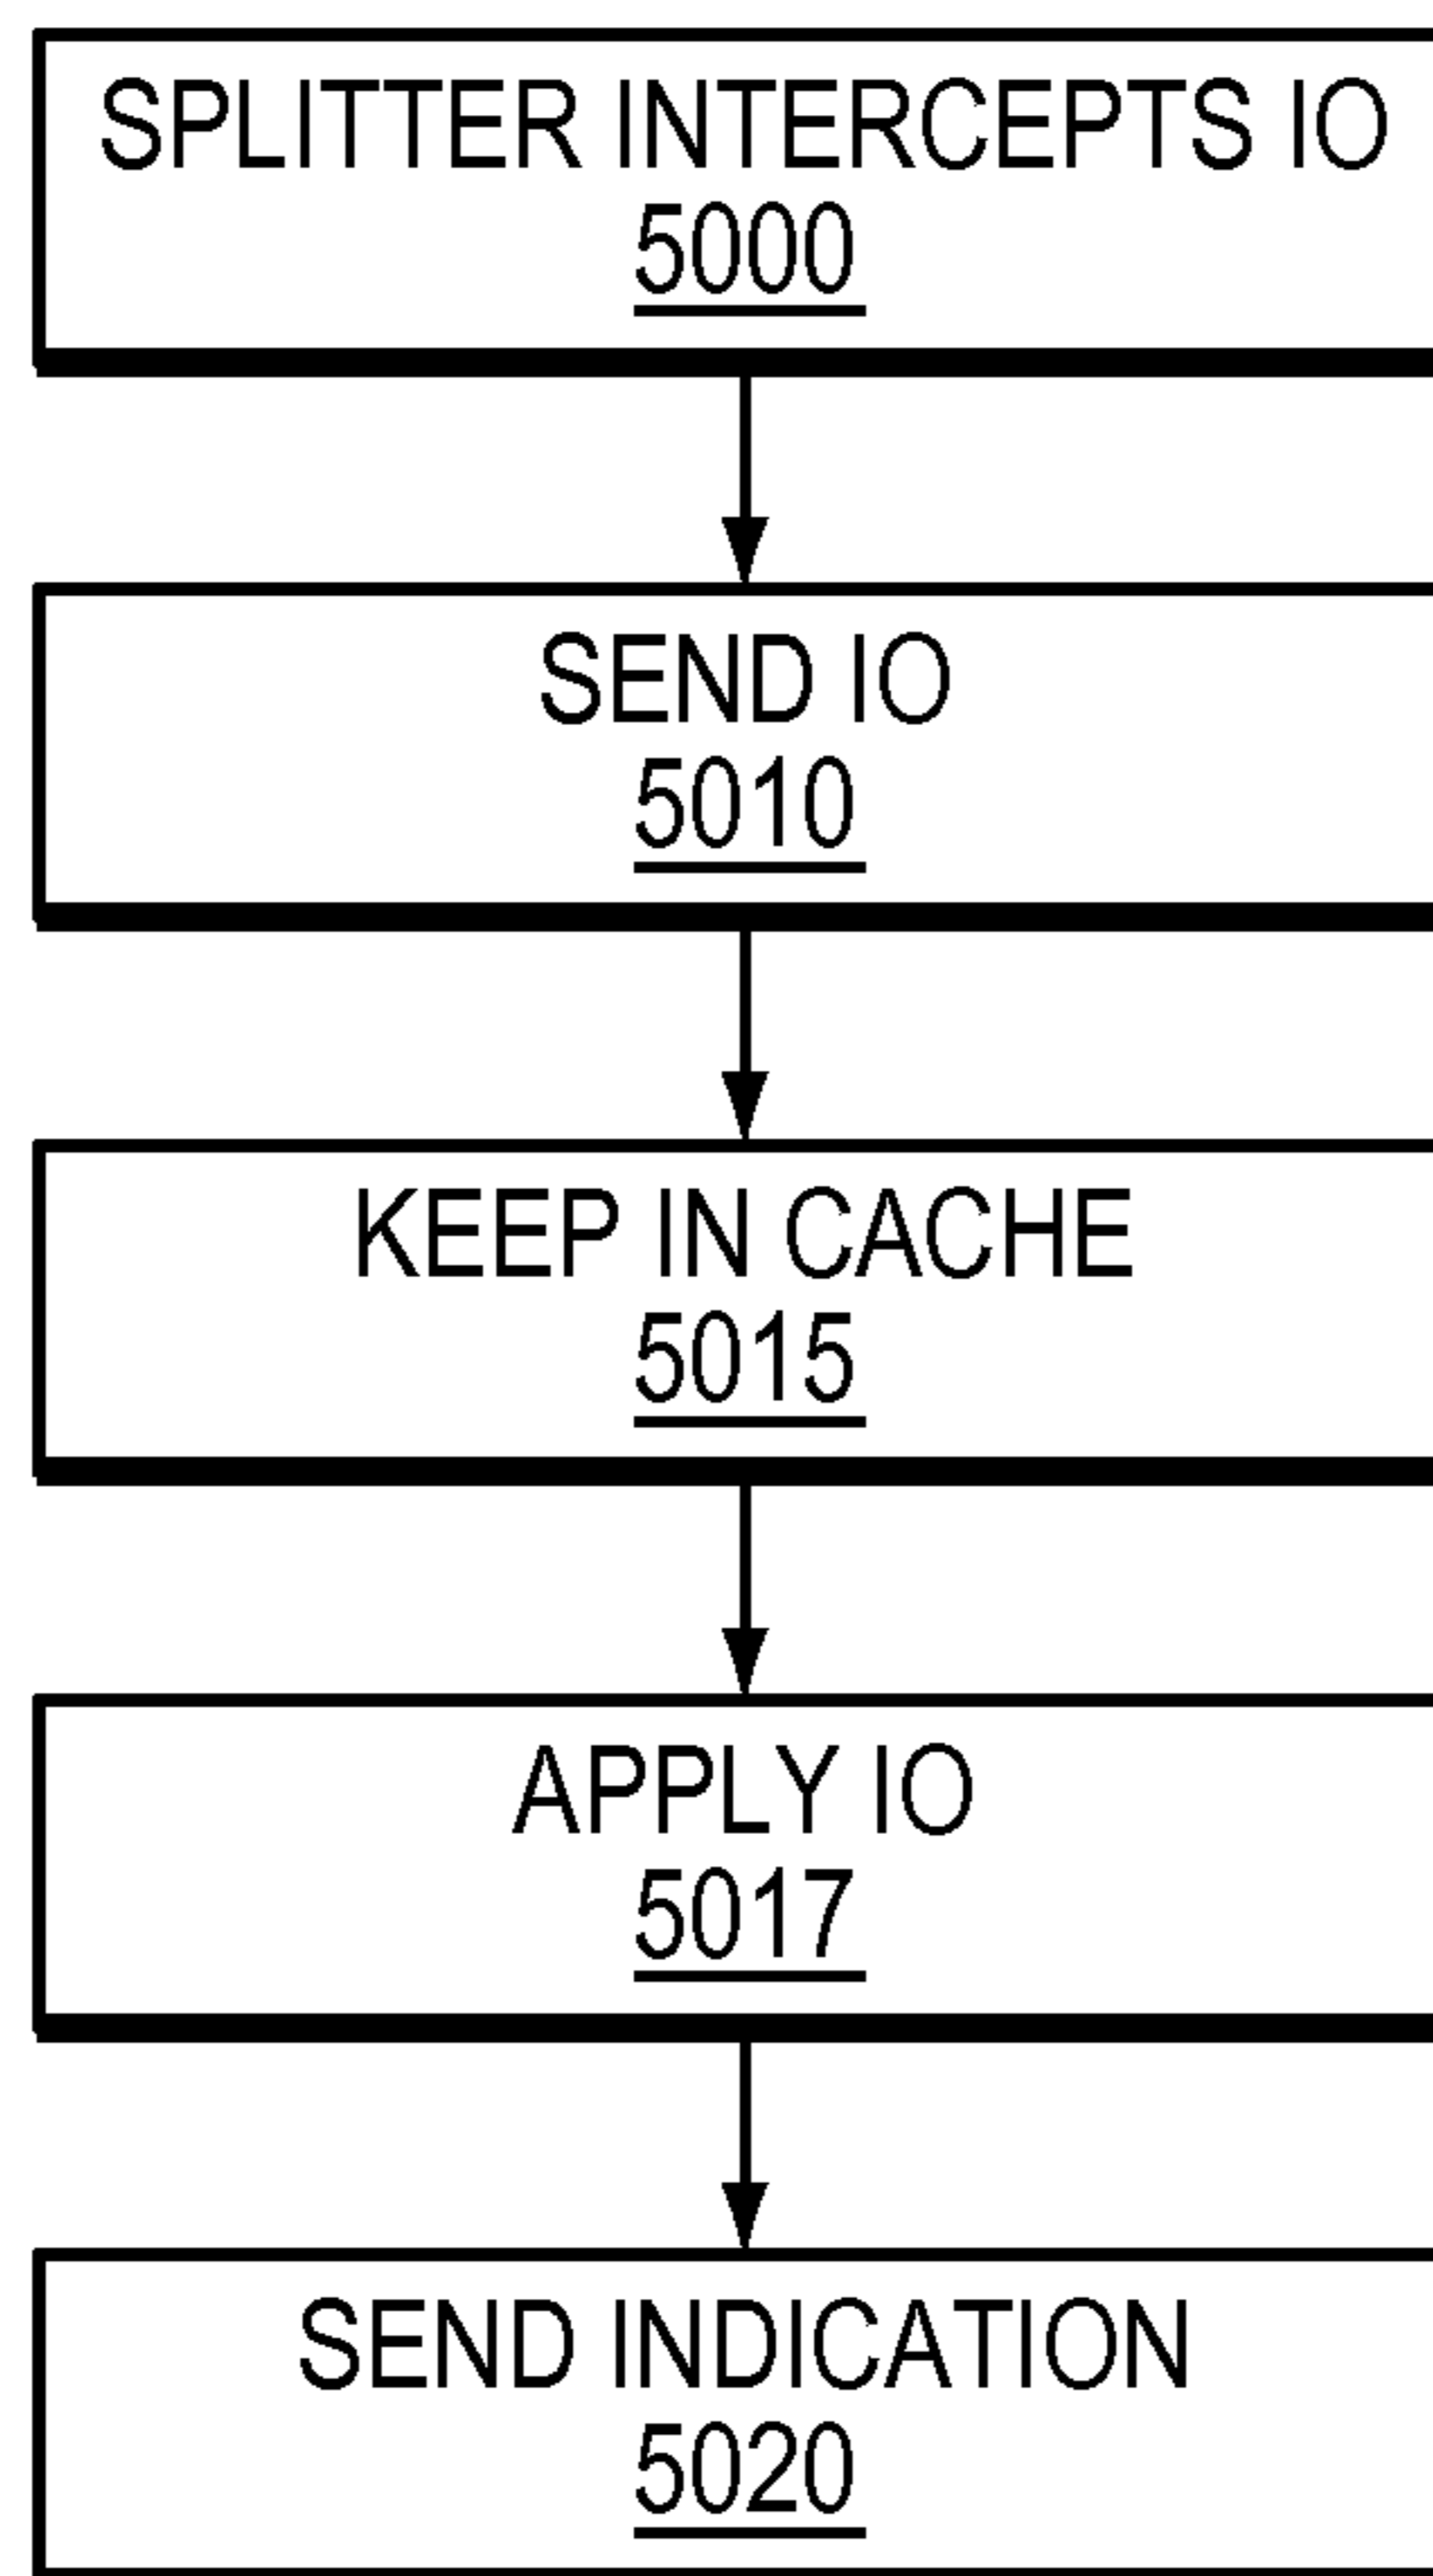 SPLITTER INTERCEPTS IO
5000
SEND IO
5010
KEEP IN CACHE
5015
APPLY IO
5017
SEND INDICATION
5020